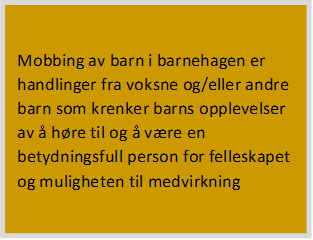 Mobbing av barn i barnehagen er
handlinger fra voksne og/eller andre
barn som krenker barns opplevelser
av å høre til og å være en
betydningsfull person for felleskapet
og muligheten til medvirkning